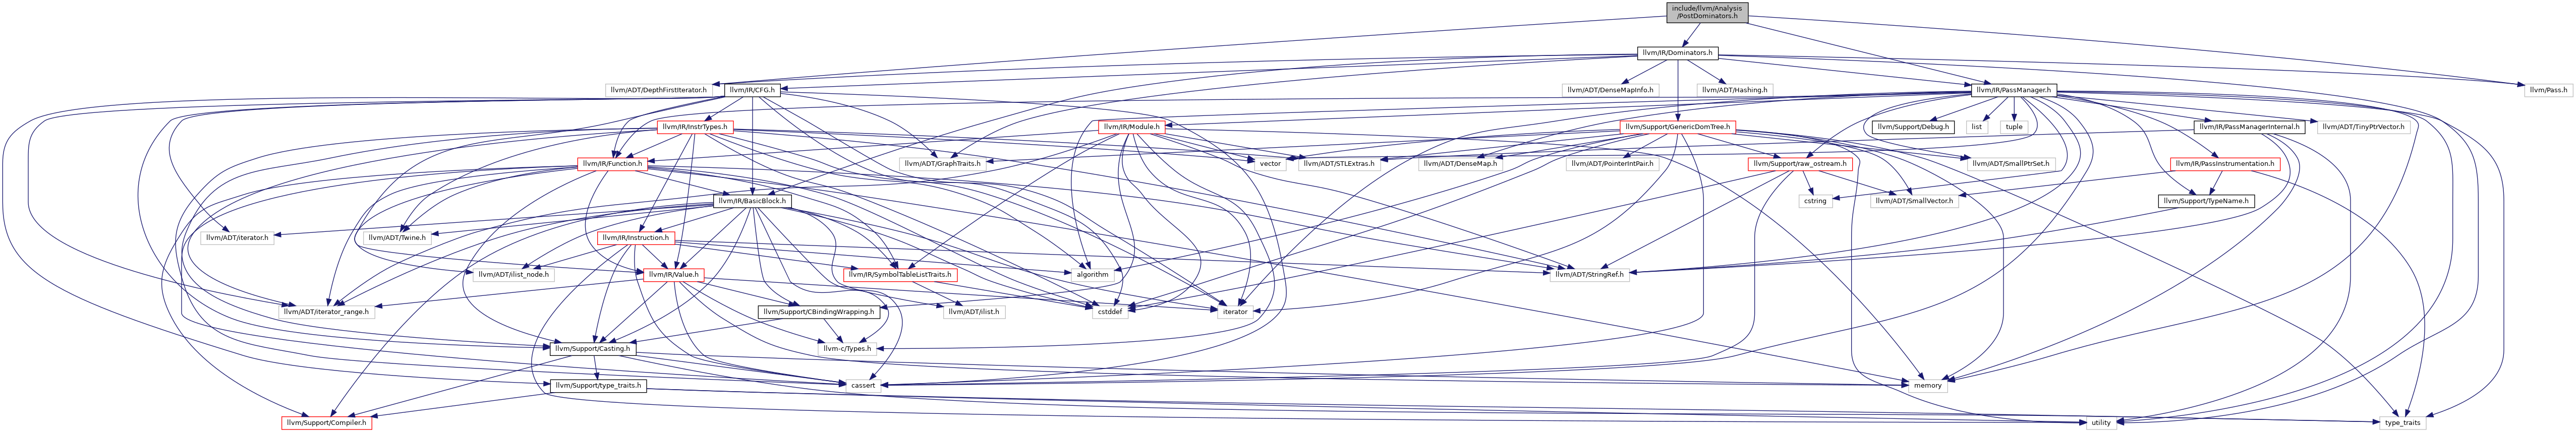 include/llvm/Analysis
/PostDominators.h
llvm/IR/Dominators.h
llvm/ADT/DepthFirstIterator.h
llvm/IR/CFG.h
llvm/ADT/DenseMapInfo.h
llvm/ADT/Hashing.h
llvm/IR/PassManager.h
llvm/Pass.h
llvm/IR/InstrTypes.h
llvm/IR/Module.h
llvm/Support/GenericDomTree.h
llvm/Support/Debug.h
list
tuple
llvm/IR/PassManagerInternal.h
llvm/ADT/TinyPtrVector.h
llvm/IR/Function.h
llvm/ADT/GraphTraits.h
vector
llvm/ADT/STLExtras.h
llvm/ADT/DenseMap.h
llvm/ADT/PointerIntPair.h
llvm/Support/raw_ostream.h
llvm/ADT/SmallPtrSet.h
llvm/IR/PassInstrumentation.h
llvm/IR/BasicBlock.h
cstring
llvm/ADT/SmallVector.h
llvm/Support/TypeName.h
llvm/ADT/iterator.h
llvm/ADT/Twine.h
llvm/IR/Instruction.h
llvm/ADT/ilist_node.h
llvm/IR/Value.h
llvm/IR/SymbolTableListTraits.h
algorithm
llvm/ADT/StringRef.h
llvm/ADT/iterator_range.h
llvm/Support/CBindingWrapping.h
llvm/ADT/ilist.h
cstddef
iterator
llvm/Support/Casting.h
llvm-c/Types.h
llvm/Support/type_traits.h
cassert
memory
llvm/Support/Compiler.h
utility
type_traits